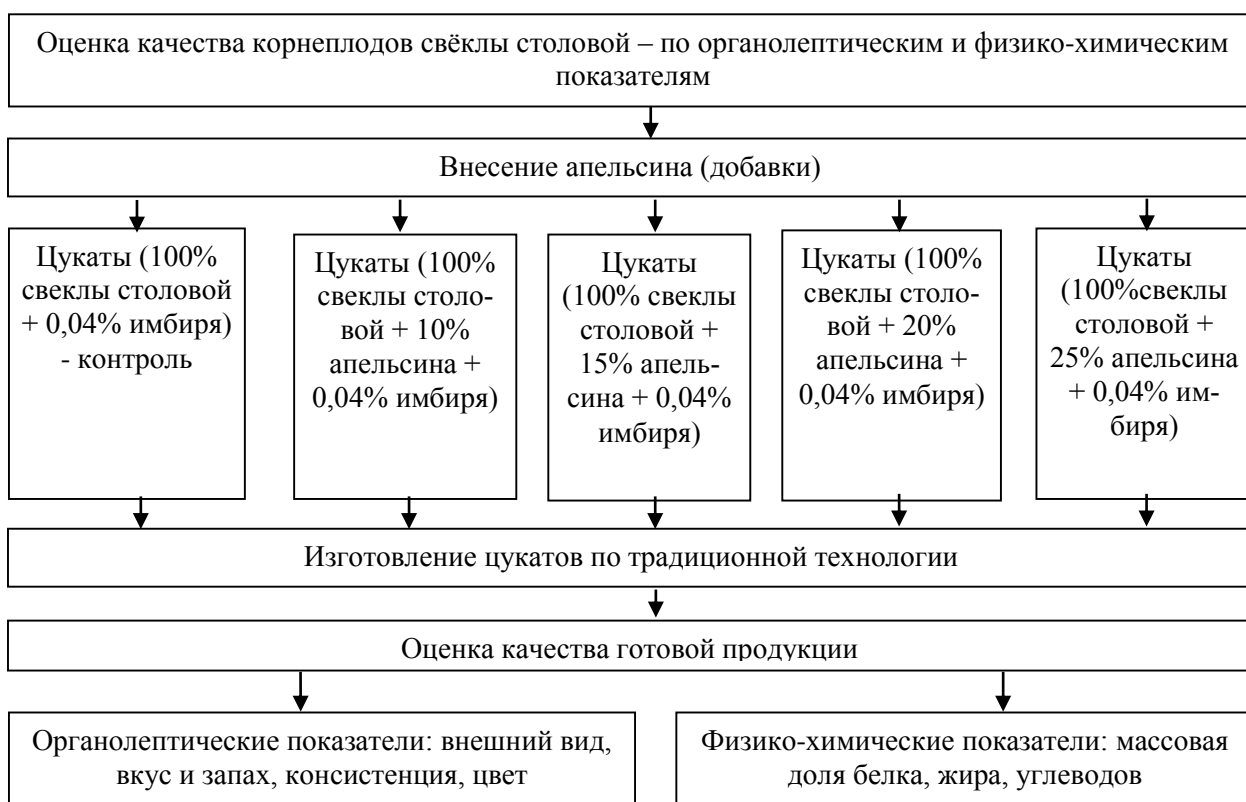 Оценка качества корнеплодов свёклы столовой – по органолептическим и физико-химическим
показателям
Внесение апельсина (добавки)
Цукаты (100%
свеклы столовой
+ 0,04% имбиря)
- контроль
Цукаты (100%
свеклы столо-
вой + 10%
апельсина +
0,04% имбиря)
Цукаты
(100% свеклы
столовой +
15% апель-
сина + 0,04%
имбиря)
Цукаты (100%
свеклы столо-
вой + 20%
апельсина +
0,04% имбиря)
Цукаты
(100%свеклы
столовой +
25% апельсина
+ 0,04% им-
биря)
Изготовление цукатов по традиционной технологии
Оценка качества готовой продукции
Органолептические показатели: внешний вид,
вкус и запах, консистенция, цвет
Физико-химические показатели: массовая
доля белка, жира, углеводов